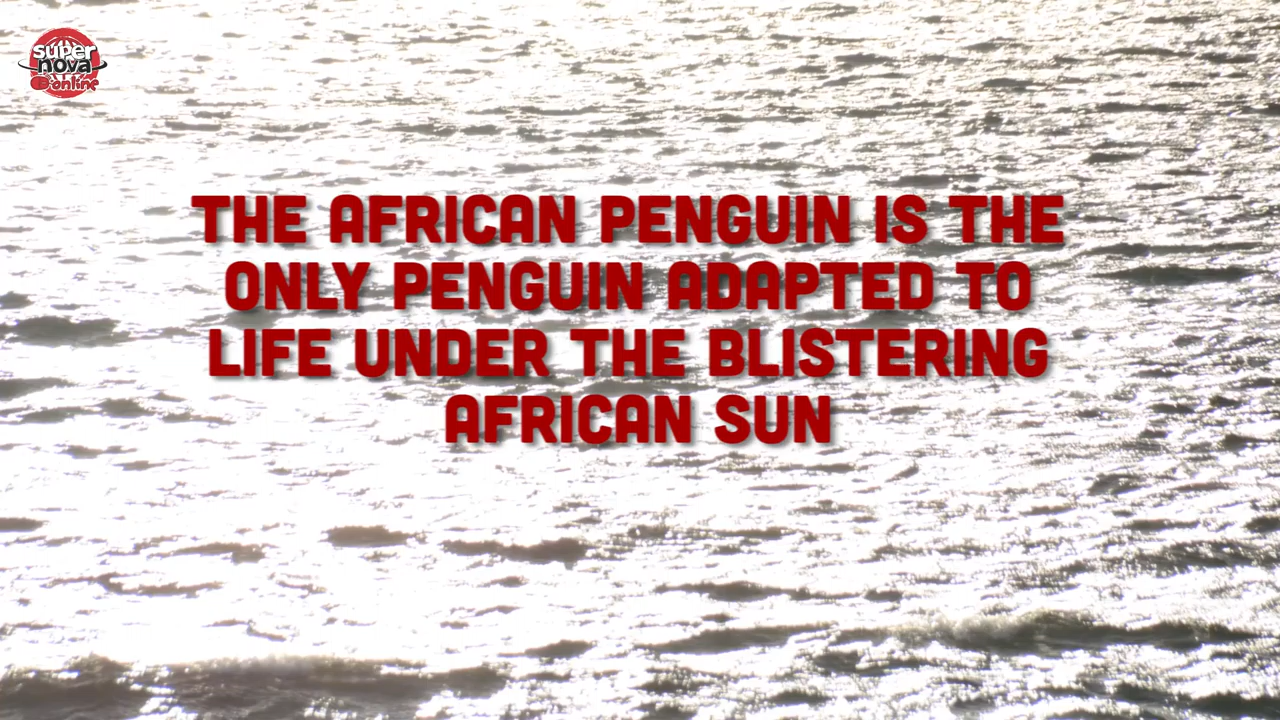 super
nova
online
THE AFRICAN PENGUIN IS THE
ONLY PENGUIN ADAPTED TO
LIFE UNDER THE BLISTERING
AFRICAN SUN